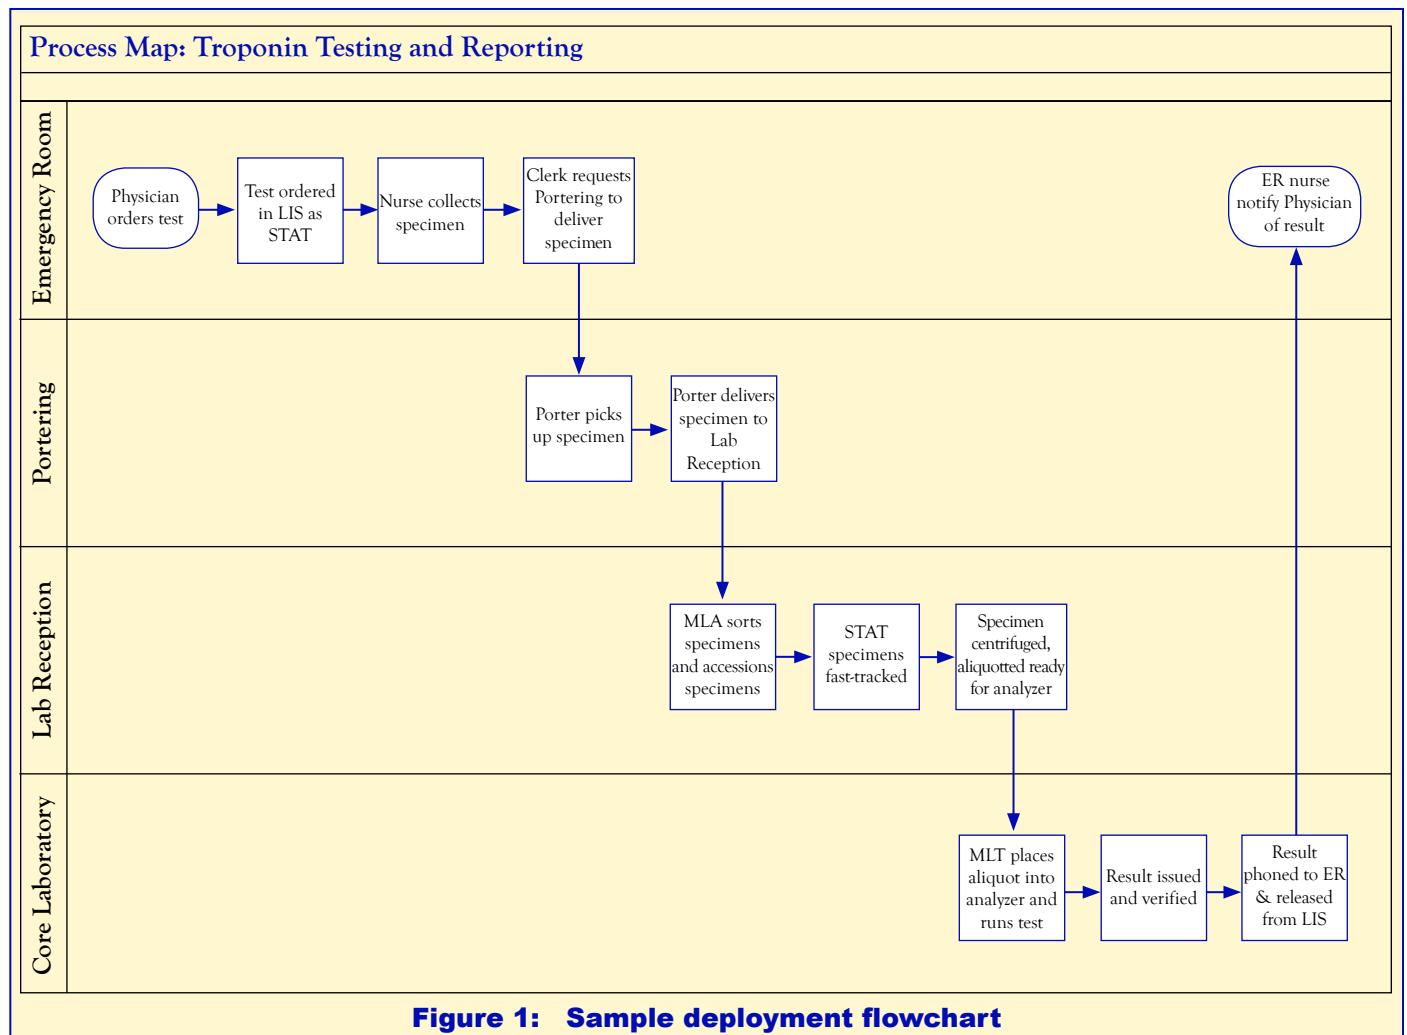 Process Map: Troponin Testing and Reporting
Emergency Room
Physician
orders test
Test ordered
in LIS as
STAT
Nurse collects
specimen
Clerk requests
Portering to
deliver
specimen
ER nurse
notify Physician
of result
Portering
Porter picks
up specimen
Porter delivers
specimen to
Lab
Reception
Lab Reception
MLA sorts
specimens
and accessions
specimens
STAT
specimens
fast-tracked
Specimen
centrifuged,
aliquotted ready
for analyzer
Core Laboratory
MLT places
aliquot into
analyzer and
runs test
Result issued
and verified
Result
phoned to ER
& released
from LIS
Figure 1: Sample deployment flowchart